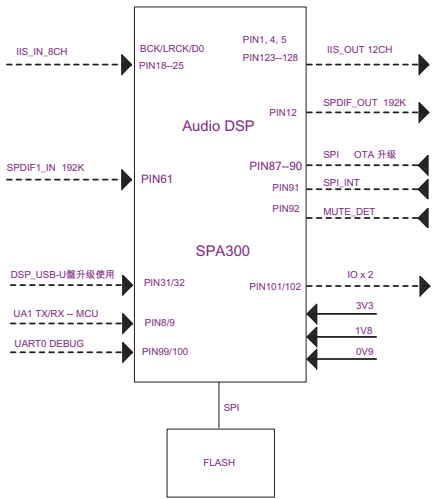 IIS_IN_8CH
BCK/LRCK/D0
PIN18--25
PIN1, 4, 5
PIN123--128
IIS_OUT 12CH
PIN12
SPDIF_OUT 192K
Audio DSP
SPDIF1_IN 192K
PIN61
PIN87--90
SPI OTA 升级
PIN91
SPI_INT
PIN92
MUTE_DET
SPA300
DSP_USB-U盤升级使用
PIN31/32
PIN101/102
IO x 2
UA1 TX/RX -- MCU
PIN8/9
UART0 DEBUG
PIN99/100
3V3
1V8
0V9
SPI
FLASH